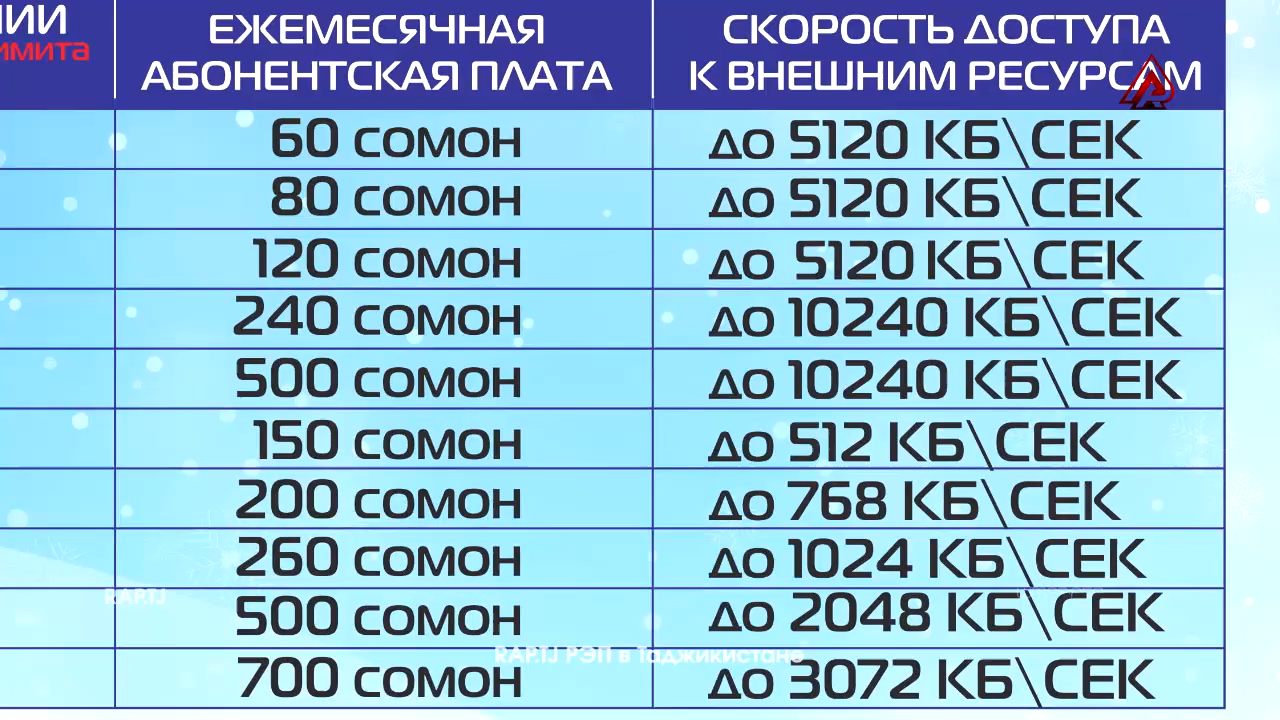 ЕЖЕМЕСЯЧНАЯ
АБОНЕНТСКАЯ ПЛАТА
СКОРОСТЬ ДОСТУПА
К ВНЕШНИМ РЕСУРСАМ
60 СОМОН до 5120 КБ\СЕК
80 СОМОН до 5120 КБ\СЕК
120 СОМОН до 5120 КБ\СЕК
240 СОМОН до 10240 КБ\СЕК
500 СОМОН до 10240 КБ\СЕК
150 СОМОН до 512 КБ\СЕК
200 СОМОН до 768 КБ\СЕК
260 СОМОН до 1024 КБ\СЕК
RAP.TJ
500 СОМОН до 2048 КБ\СЕК
RAP.TJ РЭП в Таджикистане
700 СОМОН до 3072 КБ\СЕК